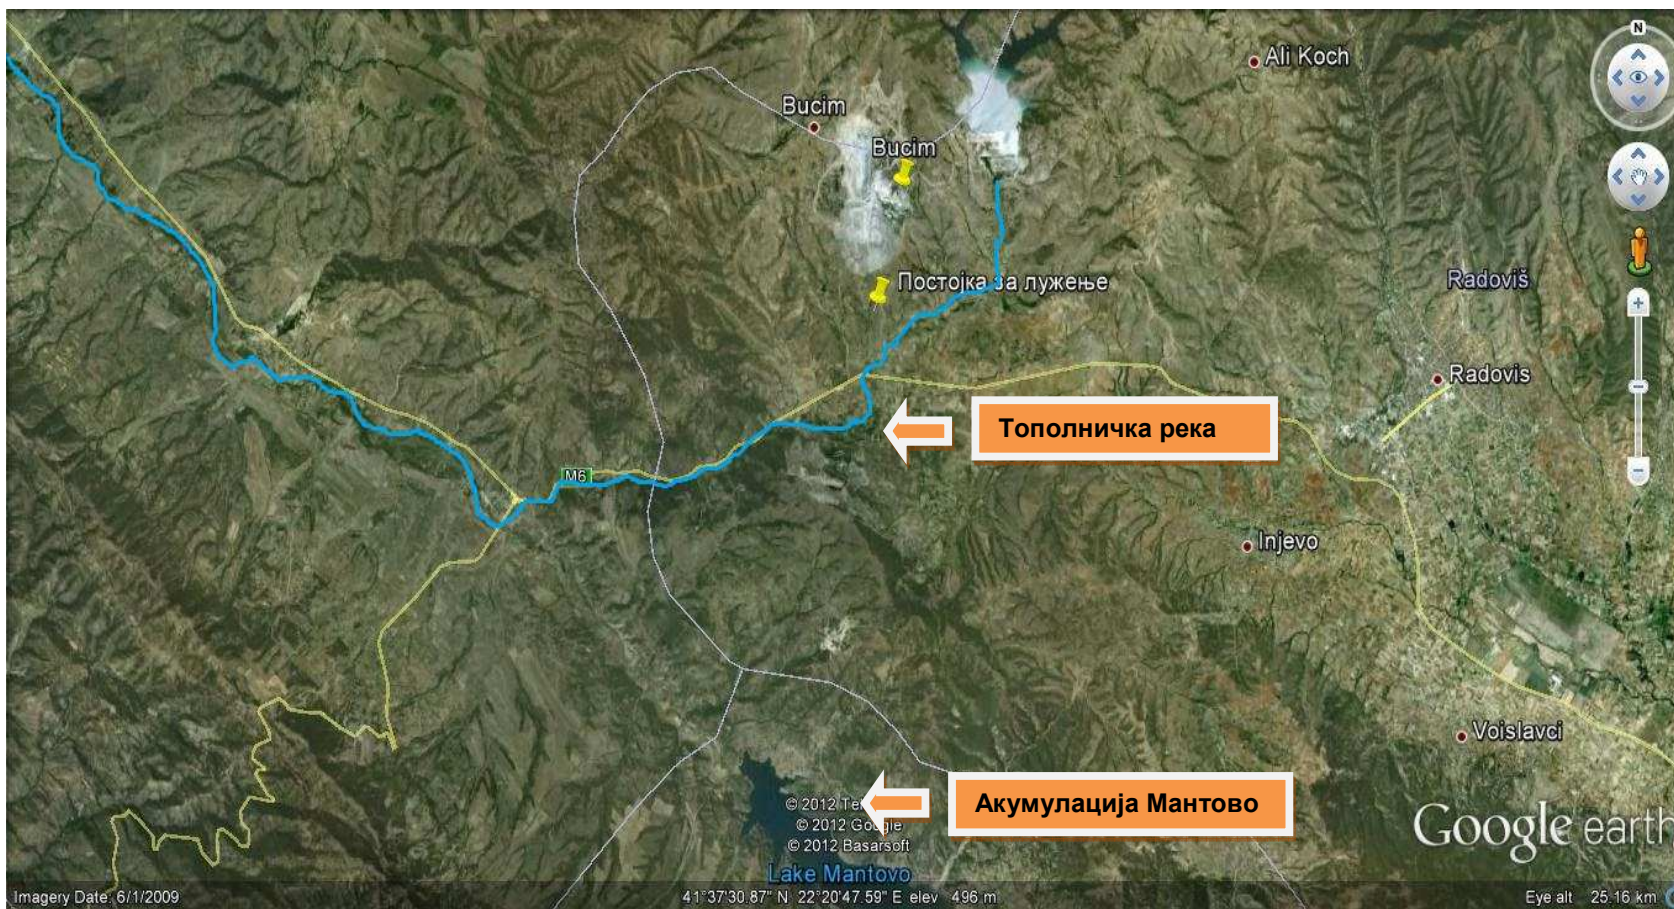 N
Ali Koch
Bucim
Bucim
Постојка за лужење
Radoviš
Radovis
Тополничка река
M6
Injevo
Voislavci
Акумулација Мантово
© 2012
© 2012 Google
© 2012 Basarsoft
Google earth
Lake Mantovo
Imagery Date: 6/1/2009
41°37'30.87" N 22°20'47.59" E elev 496 m
Eye alt 25.16 km